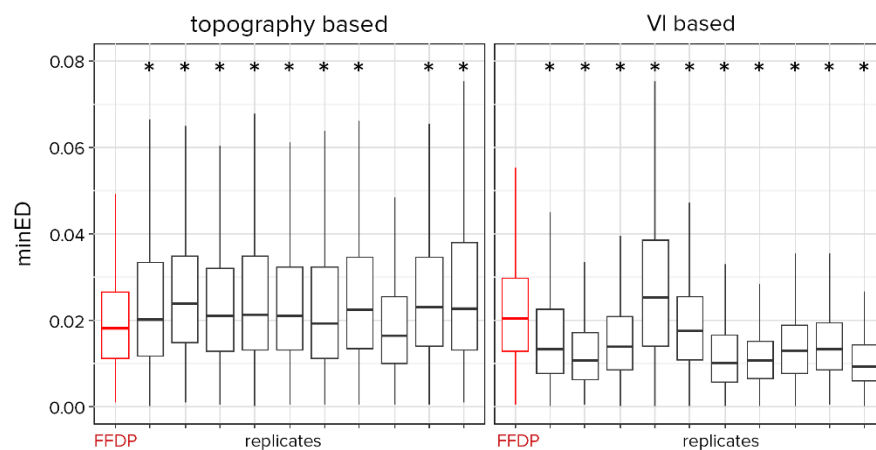 topography based
VI based
0.08
* * * * * * * * *
* * * * * * * * * *
0.06
0.04
0.02
0.00
minED
FFDP
replicates
FFDP
replicates